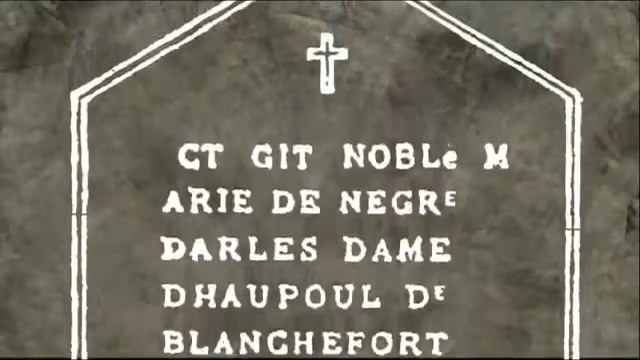 CT GIT NOBLe M
ARIE DE NEGRE
DARLES DAME
DHAUPOUL DE
BLANCHEFORT